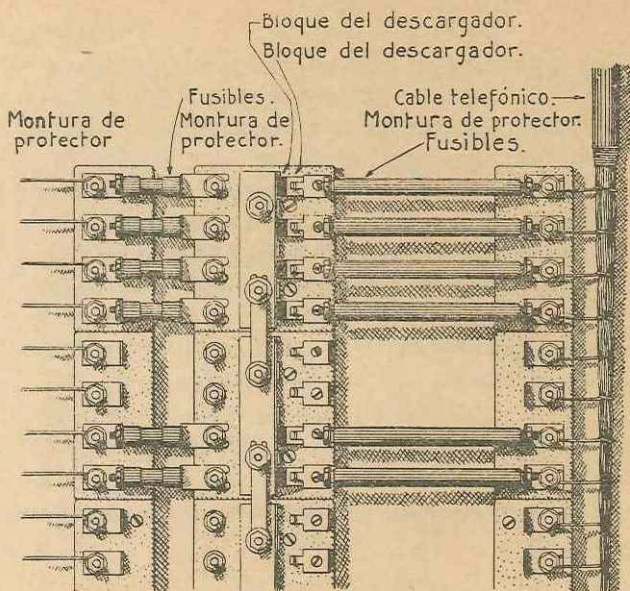 Bloque del descargador.
Bloque del descargador.
Fusibles.
Montura de
protector.
Montura de
protector
Cable telefónico.
Montura de protector.
Fusibles.